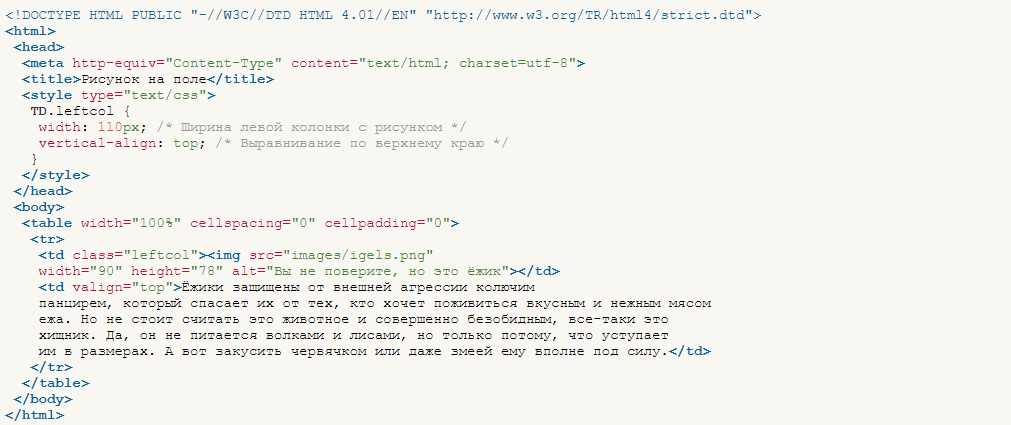 <!DOCTYPE HTML PUBLIC "-//W3C//DTD HTML 4.01//EN" "http://www.w3.org/TR/html4/strict.dtd">
<html>
 <head>
  <meta http-equiv="Content-Type" content="text/html; charset=utf-8">
  <title>Рисунок на поле</title>
  <style type="text/css">
   TD.leftcol {
    width: 110px; /* Ширина левой колонки с рисунком */
    vertical-align: top; /* Выравнивание по верхнему краю */
   }
  </style>
 </head>
 <body>
  <table width="100%" cellspacing="0" cellpadding="0">
   <tr>
    <td class="leftcol"><img src="images/igels.png"
    width="90" height="78" alt="Вы не поверите, но это ёжик"></td>
    <td valign="top">Ёжики защищены от внешней агрессии колючим
    панцирем, который спасает их от тех, кто хочет поживиться вкусным и нежным мясом
    ежа. Но не стоит считать это животное и совершенно безобидным, все-таки это
    хищник. Да, он не питается волками и лисами, но только потому, что уступает
    им в размерах. А вот закусить червячком или даже змеей ему вполне под силу.</td>
   </tr>
  </table>
 </body>
</html>